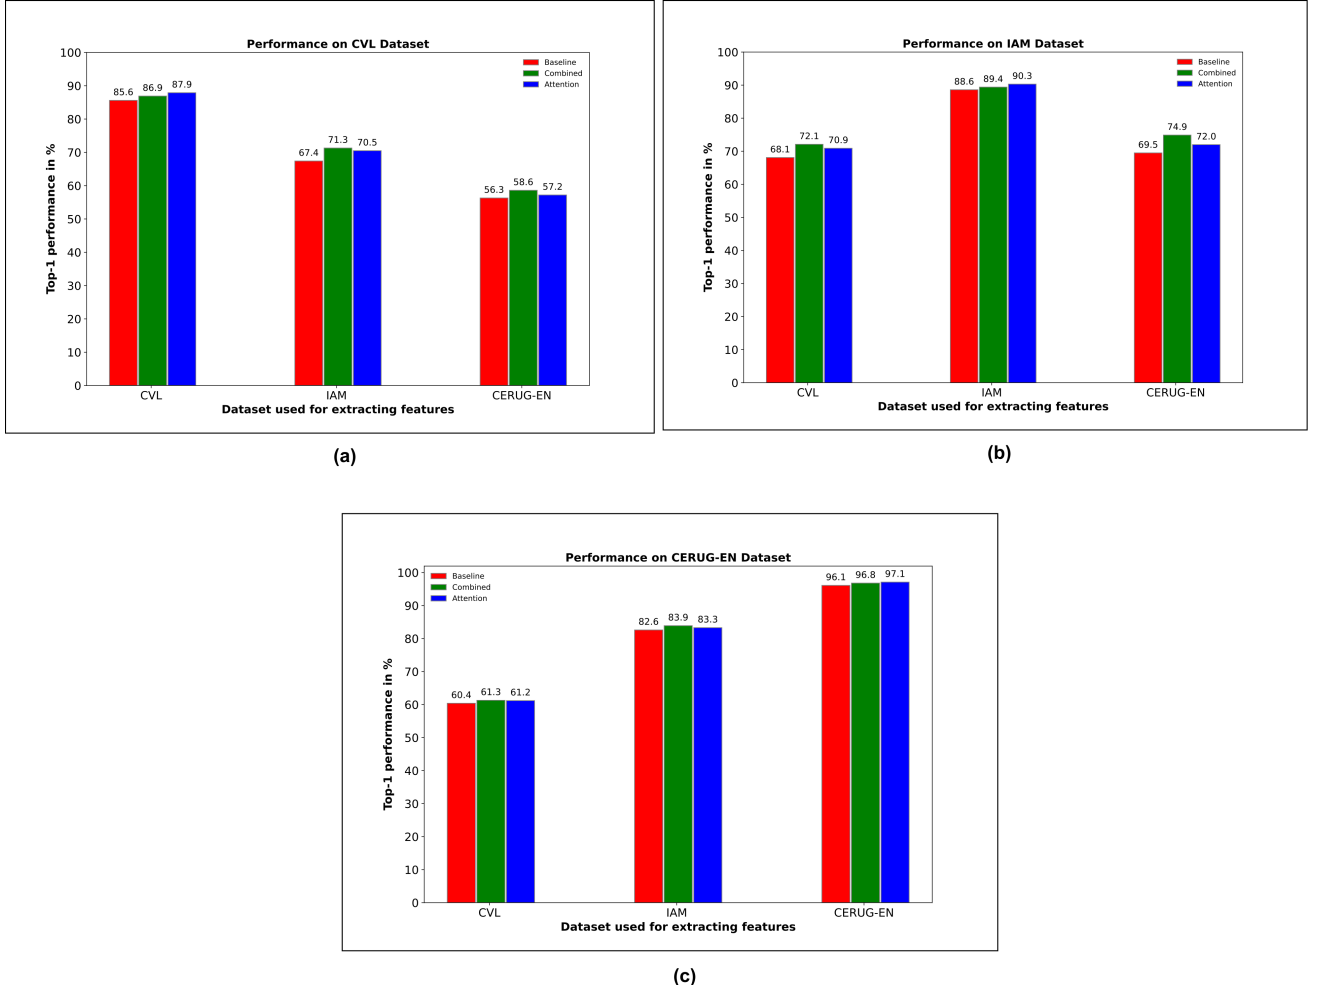 Performance on CVL Dataset
Baseline
Combined
Attention
100
90
80
70
60
50
40
30
20
10
0
Top-1 performance in %
85.6 86.9 87.9
67.4 71.3 70.5
56.3 58.6 57.2
CVL IAM CERUG-EN
Dataset used for extracting features
(a)
Performance on IAM Dataset
Baseline
Combined
Attention
100
90
80
70
60
50
40
30
20
10
0
Top-1 performance in %
68.1 72.1 70.9
88.6 89.4 90.3
69.5 74.9 72.0
CVL IAM CERUG-EN
Dataset used for extracting features
(b)
Performance on CERUG-EN Dataset
Baseline
Combined
Attention
100
90
80
70
60
50
40
30
20
10
0
Top-1 performance in %
60.4 61.3 61.2
82.6 83.9 83.3
96.1 96.8 97.1
CVL IAM CERUG-EN
Dataset used for extracting features
(c)